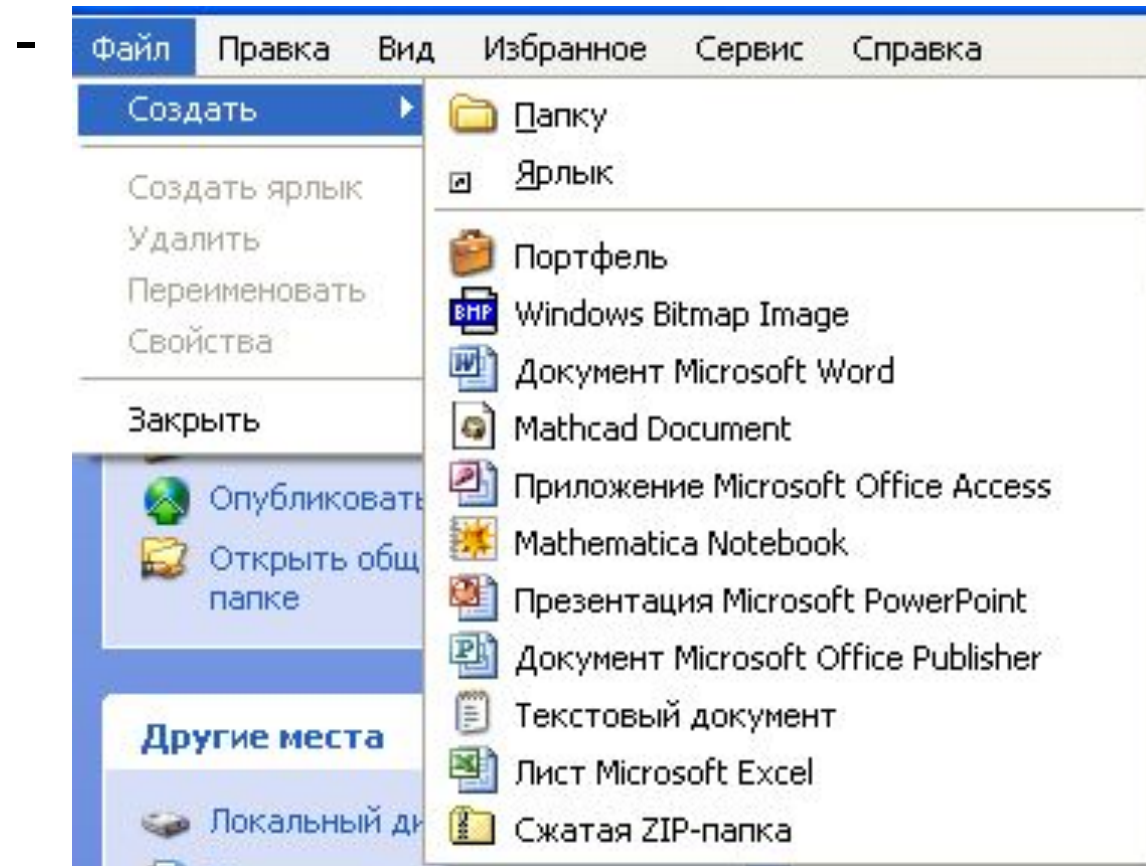 -
Файл Правка Вид Избранное Сервис Справка
Создать
Создать ярлык
Удалить
Переименовать
Свойства
Закрыть
Папку
Ярлык
Портфель
BMP Windows Bitmap Image
Документ Microsoft Word
Mathcad Document
Приложение Microsoft Office Access
Mathematica Notebook
Презентация Microsoft PowerPoint
Документ Microsoft Office Publisher
Текстовый документ
Лист Microsoft Excel
Сжатая ZIP-папка
Опубликовать
Открыть общ
папке
Другие места
Локальный ди